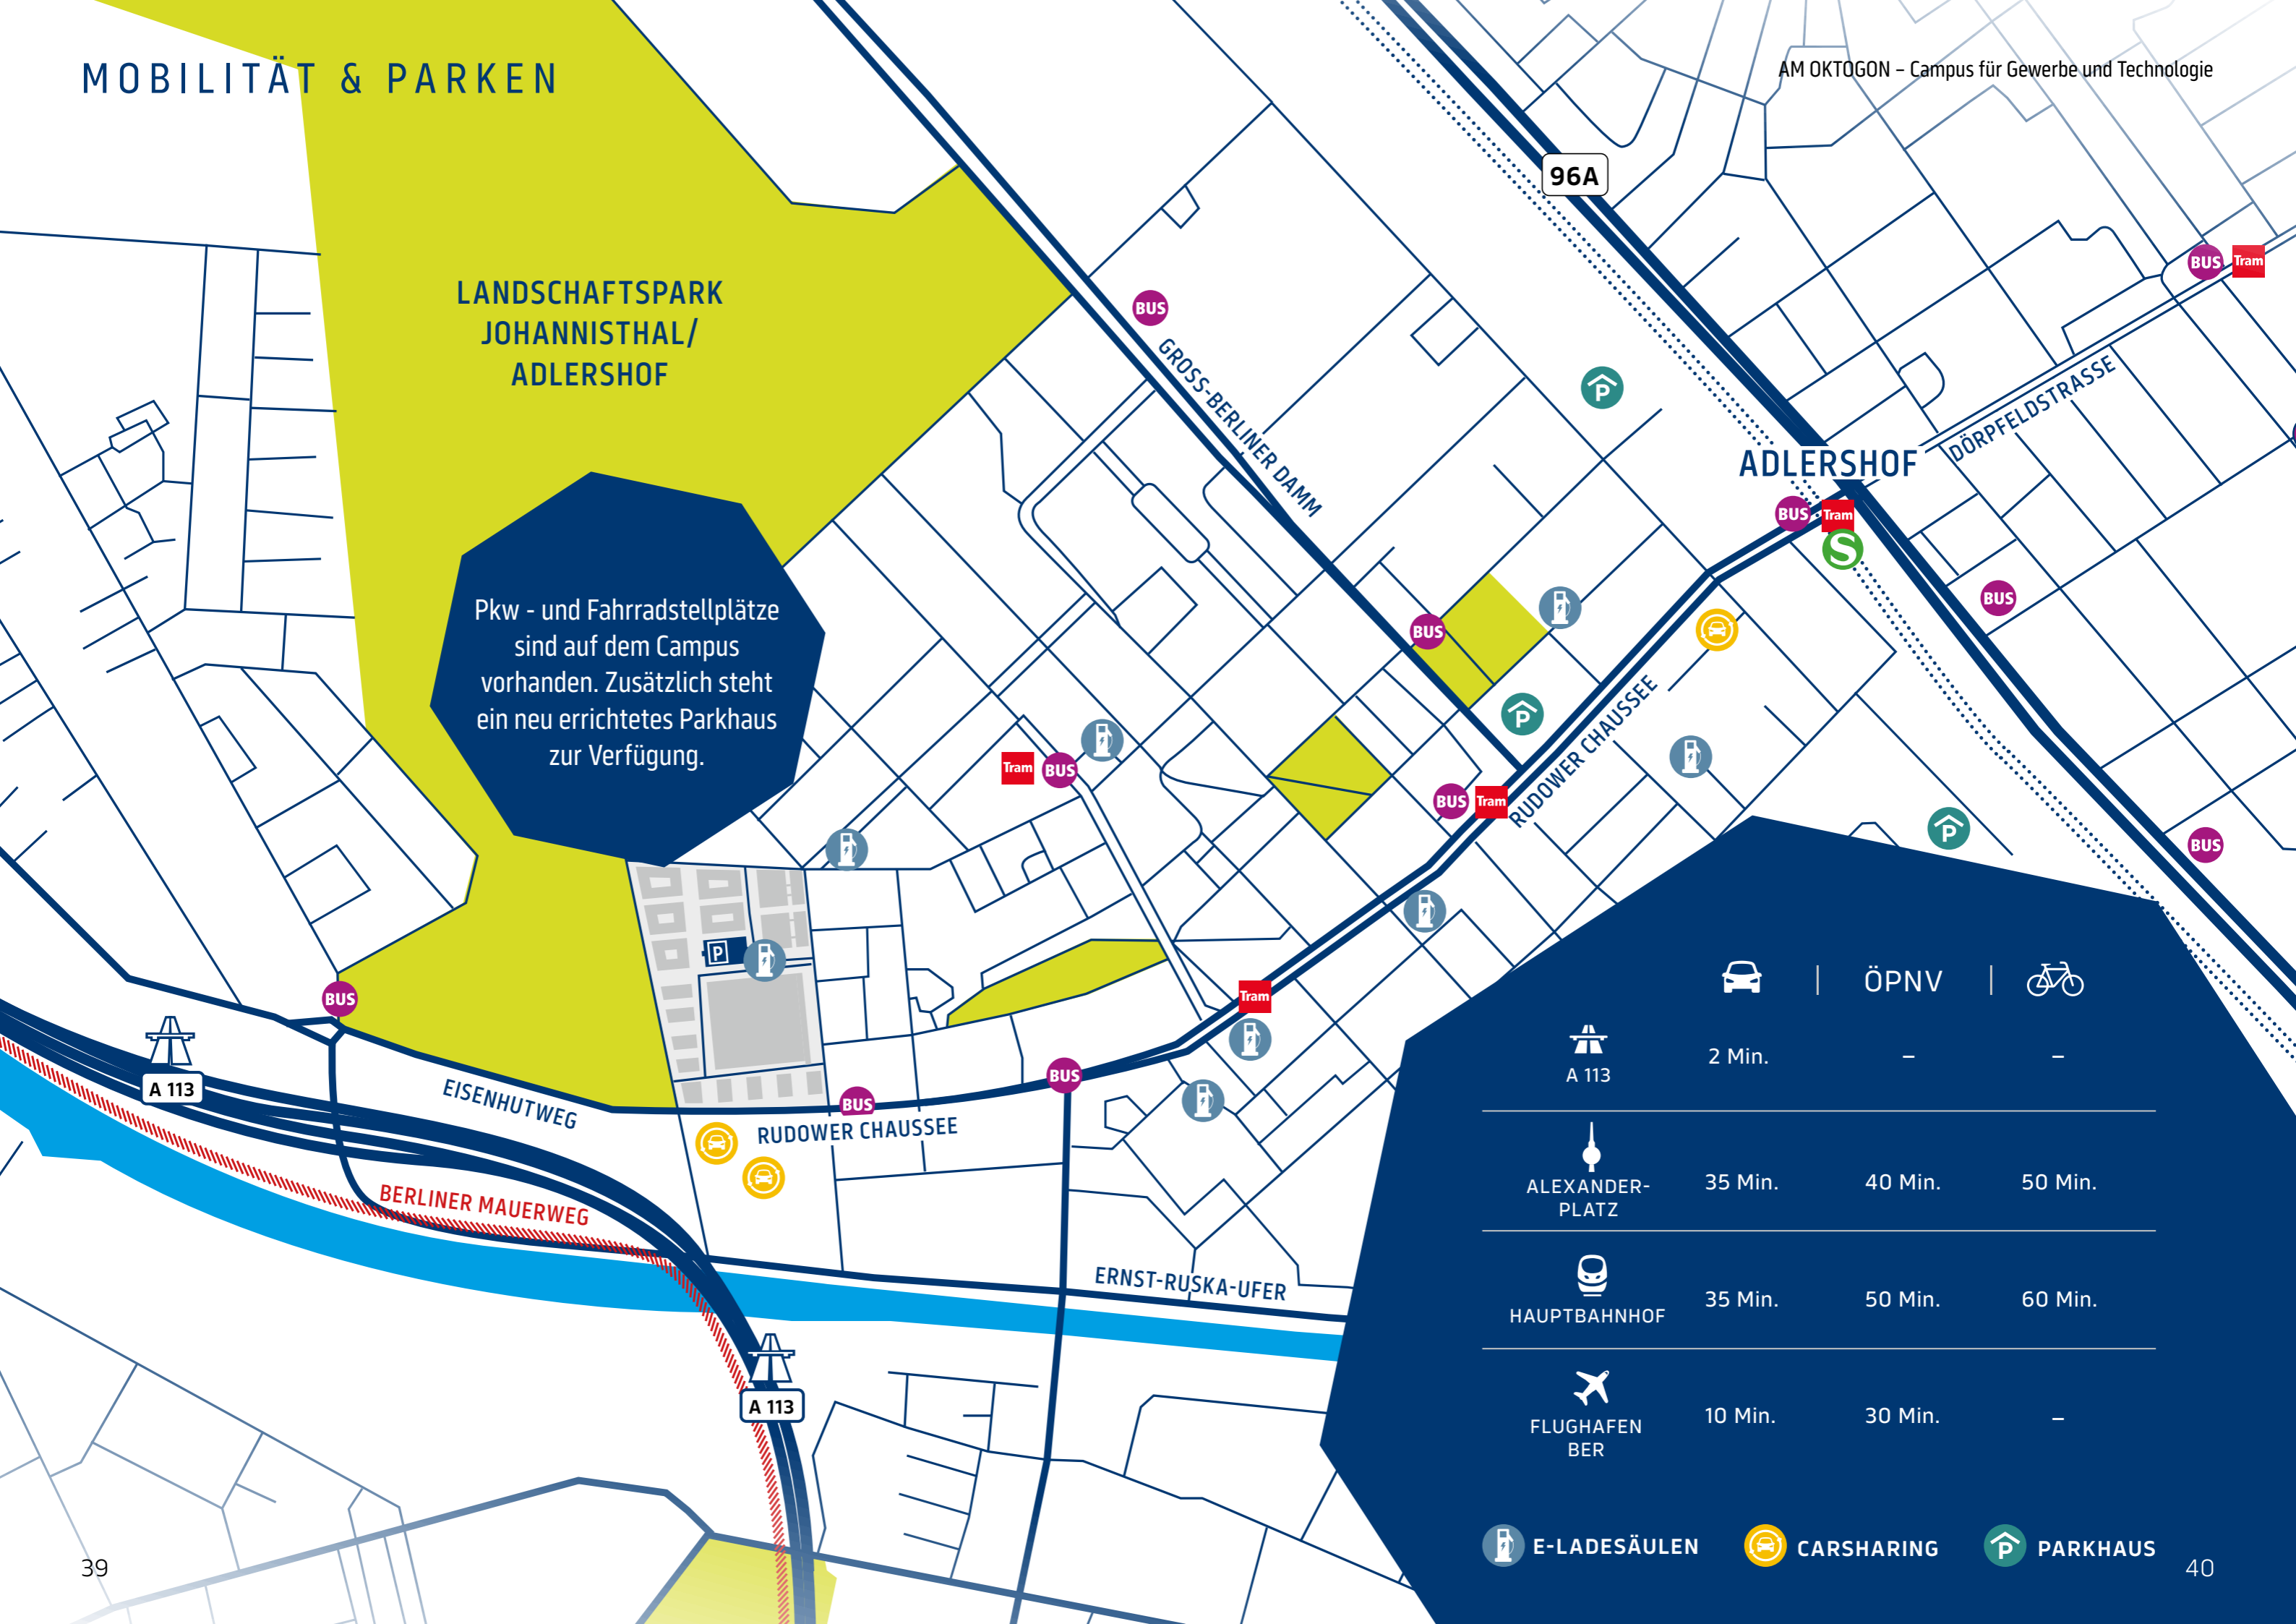 MOBILITÄT & PARKEN
AM OKTOGON – Campus für Gewerbe und Technologie
96A
BUS
Tram
LANDSCHAFTSPARK
JOHANNISTHAL/
ADLERSHOF
BUS
GROSS-BERLINER DAMM
P
DÖRPFELDSTRASSE
ADLERSHOF
BUS
Tram
S
BUS
Pkw - und Fahrradstellplätze
sind auf dem Campus
vorhanden. Zusätzlich steht
ein neu errichtetes Parkhaus
zur Verfügung.
BUS
P
RUDOWER CHAUSSEE
Tram
BUS
BUS
Tram
P
BUS
P
BUS
Tram
A 113
EISENHUTWEG
BUS
BUS
RUDOWER CHAUSSEE
BERLINER MAUERWEG
ERNST-RUSKA-UFER
A 113
ÖPNV
A 113
2 Min.
–
–
ALEXANDER-
PLATZ
35 Min.
40 Min.
50 Min.
HAUPTBAHNHOF
35 Min.
50 Min.
60 Min.
FLUGHAFEN
BER
10 Min.
30 Min.
–
E-LADESÄULEN
CARSHARING
P
PARKHAUS
39
40